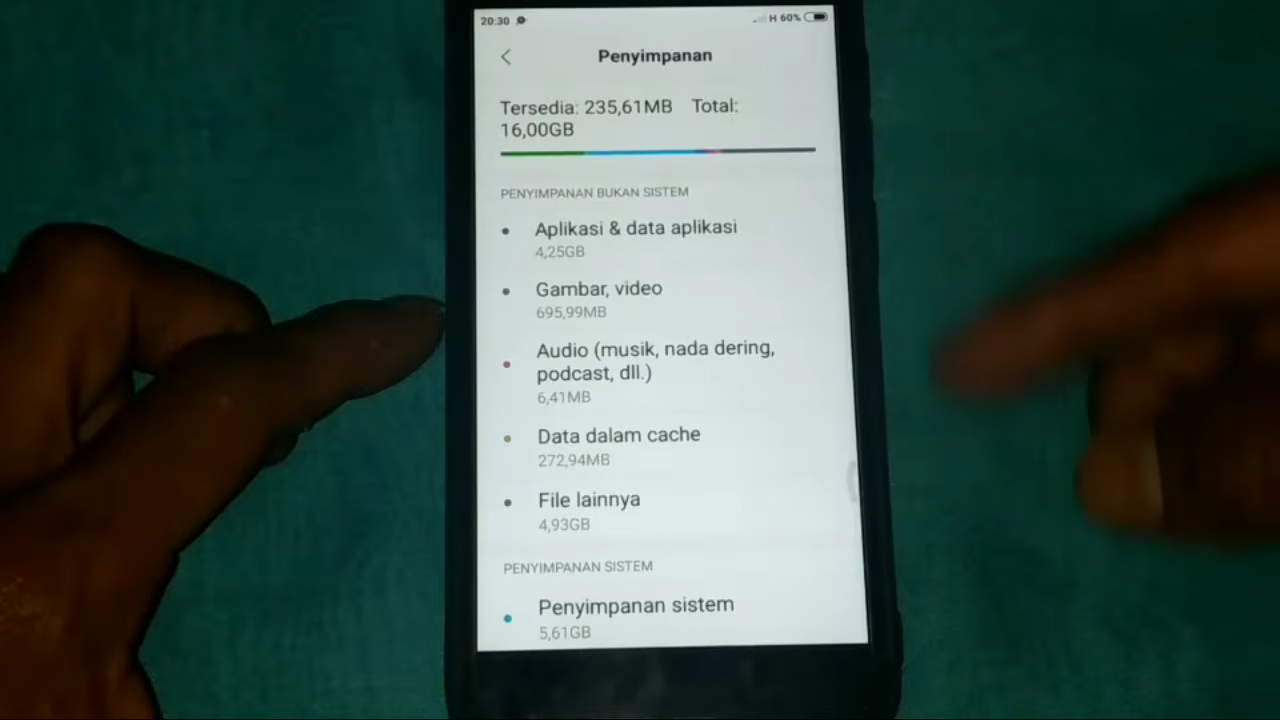 20:30 H 60%
Penyimpanan
Tersedia: 235,61MB Total:
16,00GB
PENYIMPANAN BUKAN SISTEM
Aplikasi & data aplikasi
4,25GB
Gambar, video
695,99MB
Audio (musik, nada dering,
podcast, dll.)
6,41MB
Data dalam cache
272,94MB
File lainnya
4,93GB
PENYIMPANAN SISTEM
Penyimpanan sistem
5,61GB